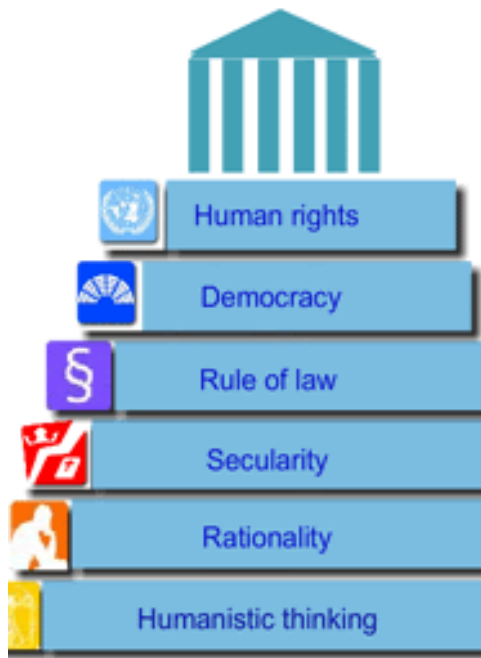 Human rights
Democracy
§
Rule of law
Secularity
Rationality
Humanistic thinking